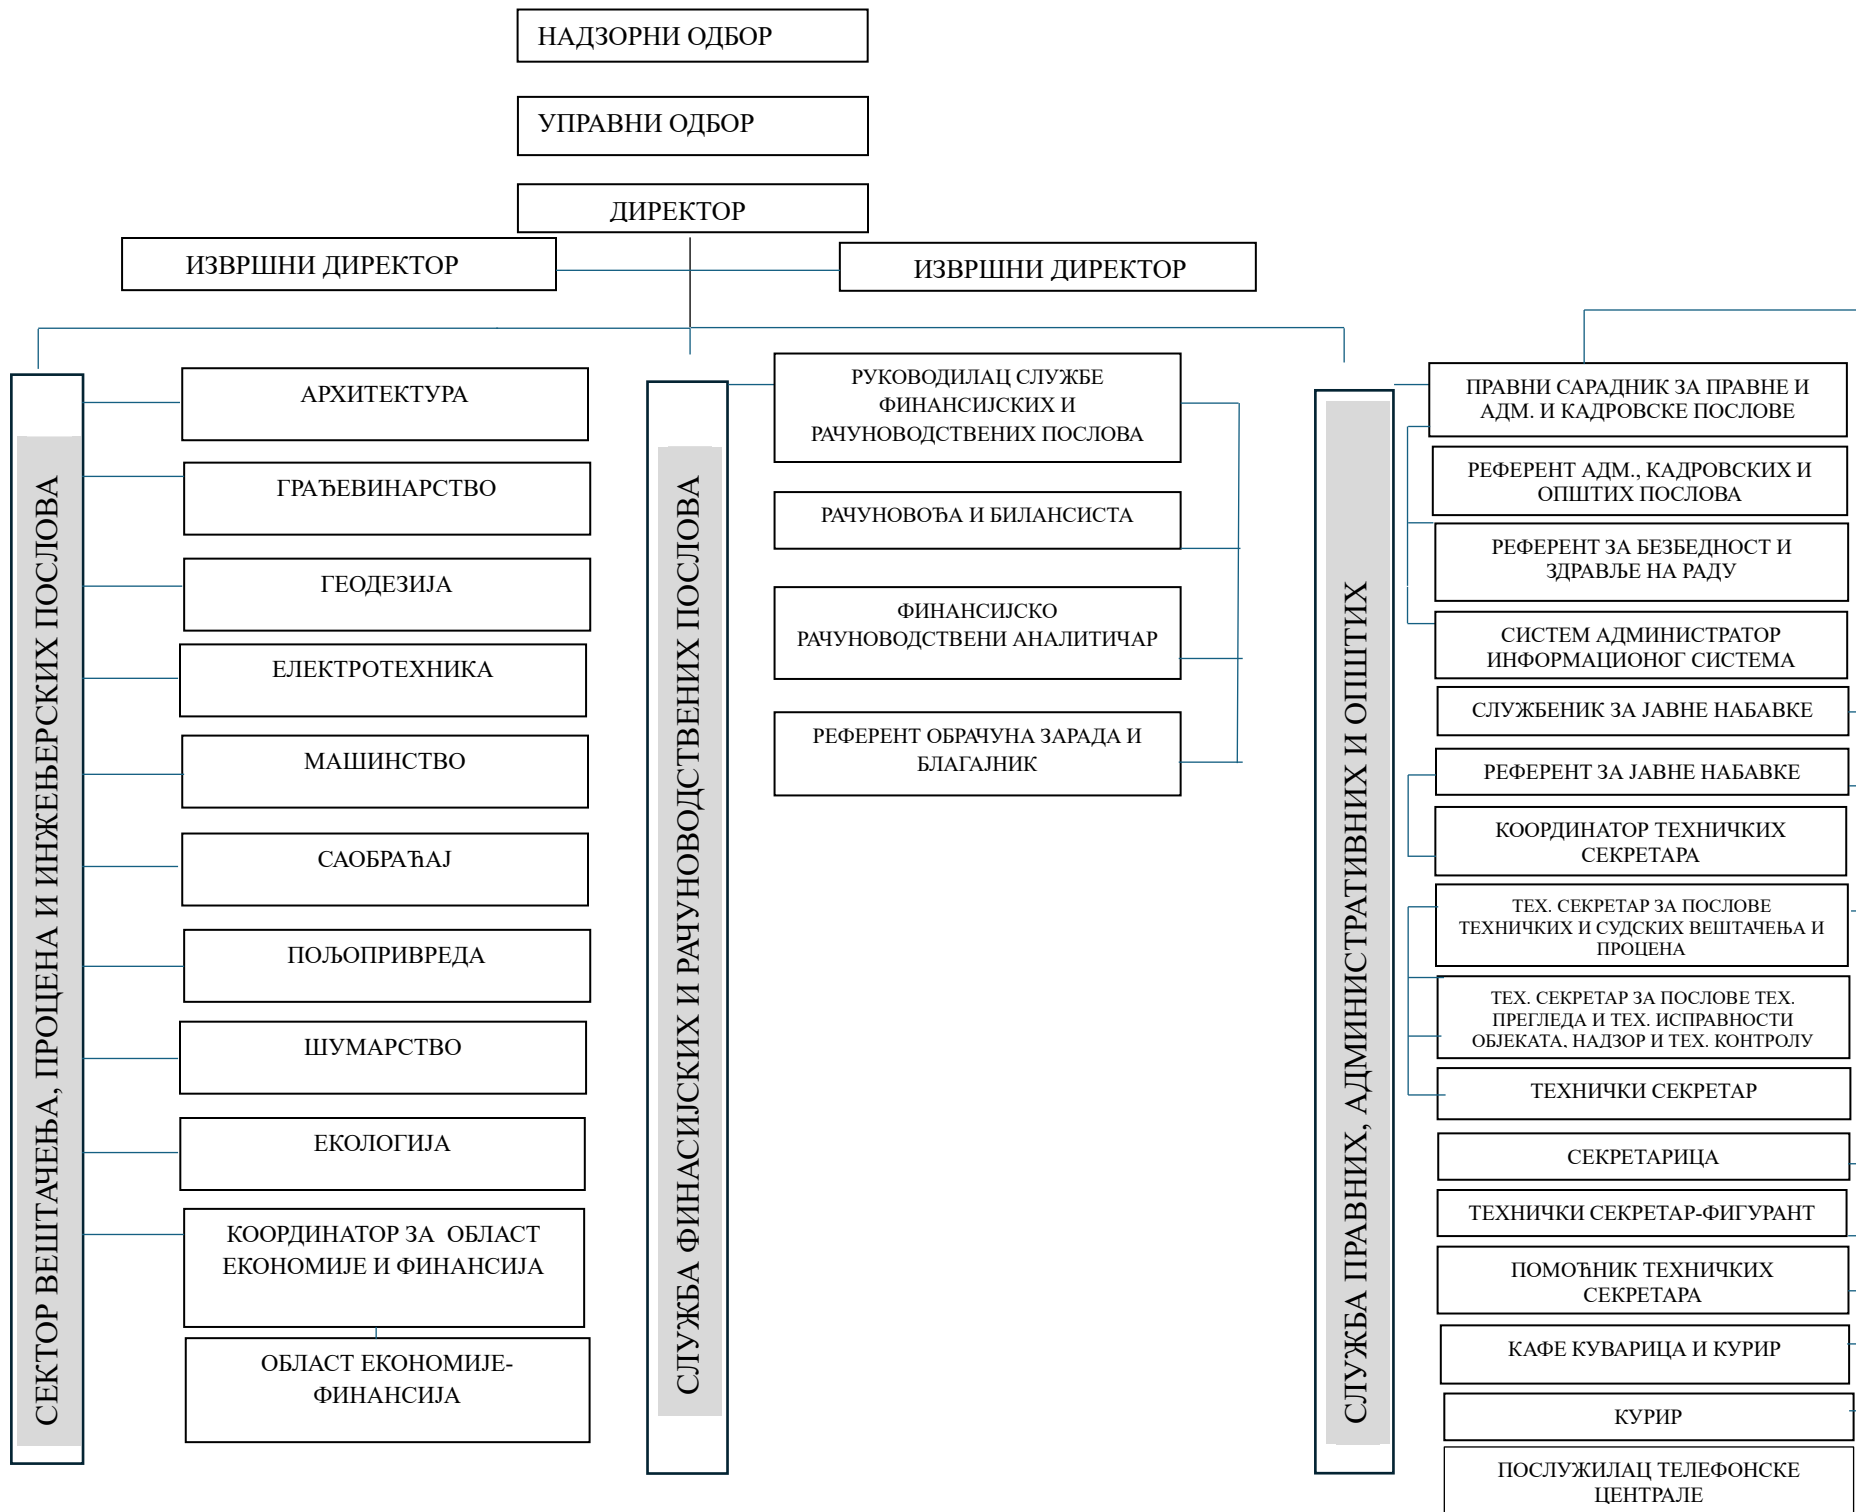 НАДЗОРНИ ОДБОР
УПРАВНИ ОДБОР
ДИРЕКТОР
ИЗВРШНИ ДИРЕКТОР
ИЗВРШНИ ДИРЕКТОР
СЕКТОР ВЕШТАЧЕЊА, ПРОЦЕНА И ИНЖЕЊЕРСКИХ ПОСЛОВА
АРХИТЕКТУРА
ГРАЂЕВИНАРСТВО
ГЕОДЕЗИЈА
ЕЛЕКТРОТЕХНИКА
МАШИНСТВО
САОБРАЋАЈ
ПОЉОПРИВРЕДА
ШУМАРСТВО
ЕКОЛОГИЈА
КООРДИНАТОР ЗА ОБЛАСТ
ЕКОНОМИЈЕ И ФИНАНСИЈА
ОБЛАСТ ЕКОНОМИЈЕ-
ФИНАНСИЈА
СЛУЖБА ФИНАСИЈСКИХ И РАЧУНОВОДСТВЕНИХ ПОСЛОВА
РУКОВОДИЛАЦ СЛУЖБЕ
ФИНАНСИЈСКИХ И
РАЧУНОВОДСТВЕНИХ ПОСЛОВА
РАЧУНОВОЂА И БИЛАНСИСТА
ФИНАНСИЈСКО
РАЧУНОВОДСТВЕНИ АНАЛИТИЧАР
РЕФЕРЕНТ ОБРАЧУНА ЗАРАДА И
БЛАГАЈНИК
СЛУЖБА ПРАВНИХ, АДМИНИСТРАТИВНИХ И ОПШТИХ
ПРАВНИ САРАДНИК ЗА ПРАВНЕ И
АДМ. И КАДРОВСКЕ ПОСЛОВЕ
РЕФЕРЕНТ АДМ., КАДРОВСКИХ И
ОПШТИХ ПОСЛОВА
РЕФЕРЕНТ ЗА БЕЗБЕДНОСТ И
ЗДРАВЉЕ НА РАДУ
СИСТЕМ АДМИНИСТРАТОР
ИНФОРМАЦИОНОГ СИСТЕМА
СЛУЖБЕНИК ЗА ЈАВНЕ НАБАВКЕ
РЕФЕРЕНТ ЗА ЈАВНЕ НАБАВКЕ
КООРДИНАТОР ТЕХНИЧКИХ
СЕКРЕТАРА
ТЕХ. СЕКРЕТАР ЗА ПОСЛОВЕ
ТЕХНИЧКИХ И СУДСКИХ ВЕШТАЧЕЊА И
ПРОЦЕНА
ТЕХ. СЕКРЕТАР ЗА ПОСЛОВЕ ТЕХ.
ПРЕГЛЕДА И ТЕХ. ИСПРАВНОСТИ
ОБЈЕКАТА, НАДЗОР И ТЕХ. КОНТРОЛУ
ТЕХНИЧКИ СЕКРЕТАР
СЕКРЕТАРИЦА
ТЕХНИЧКИ СЕКРЕТАР-ФИГУРАНТ
ПОМОЋНИК ТЕХНИЧКИХ
СЕКРЕТАРА
КАФЕ КУВАРИЦА И КУРИР
КУРИР
ПОСЛУЖИЛАЦ ТЕЛЕФОНСКЕ
ЦЕНТРАЛЕ